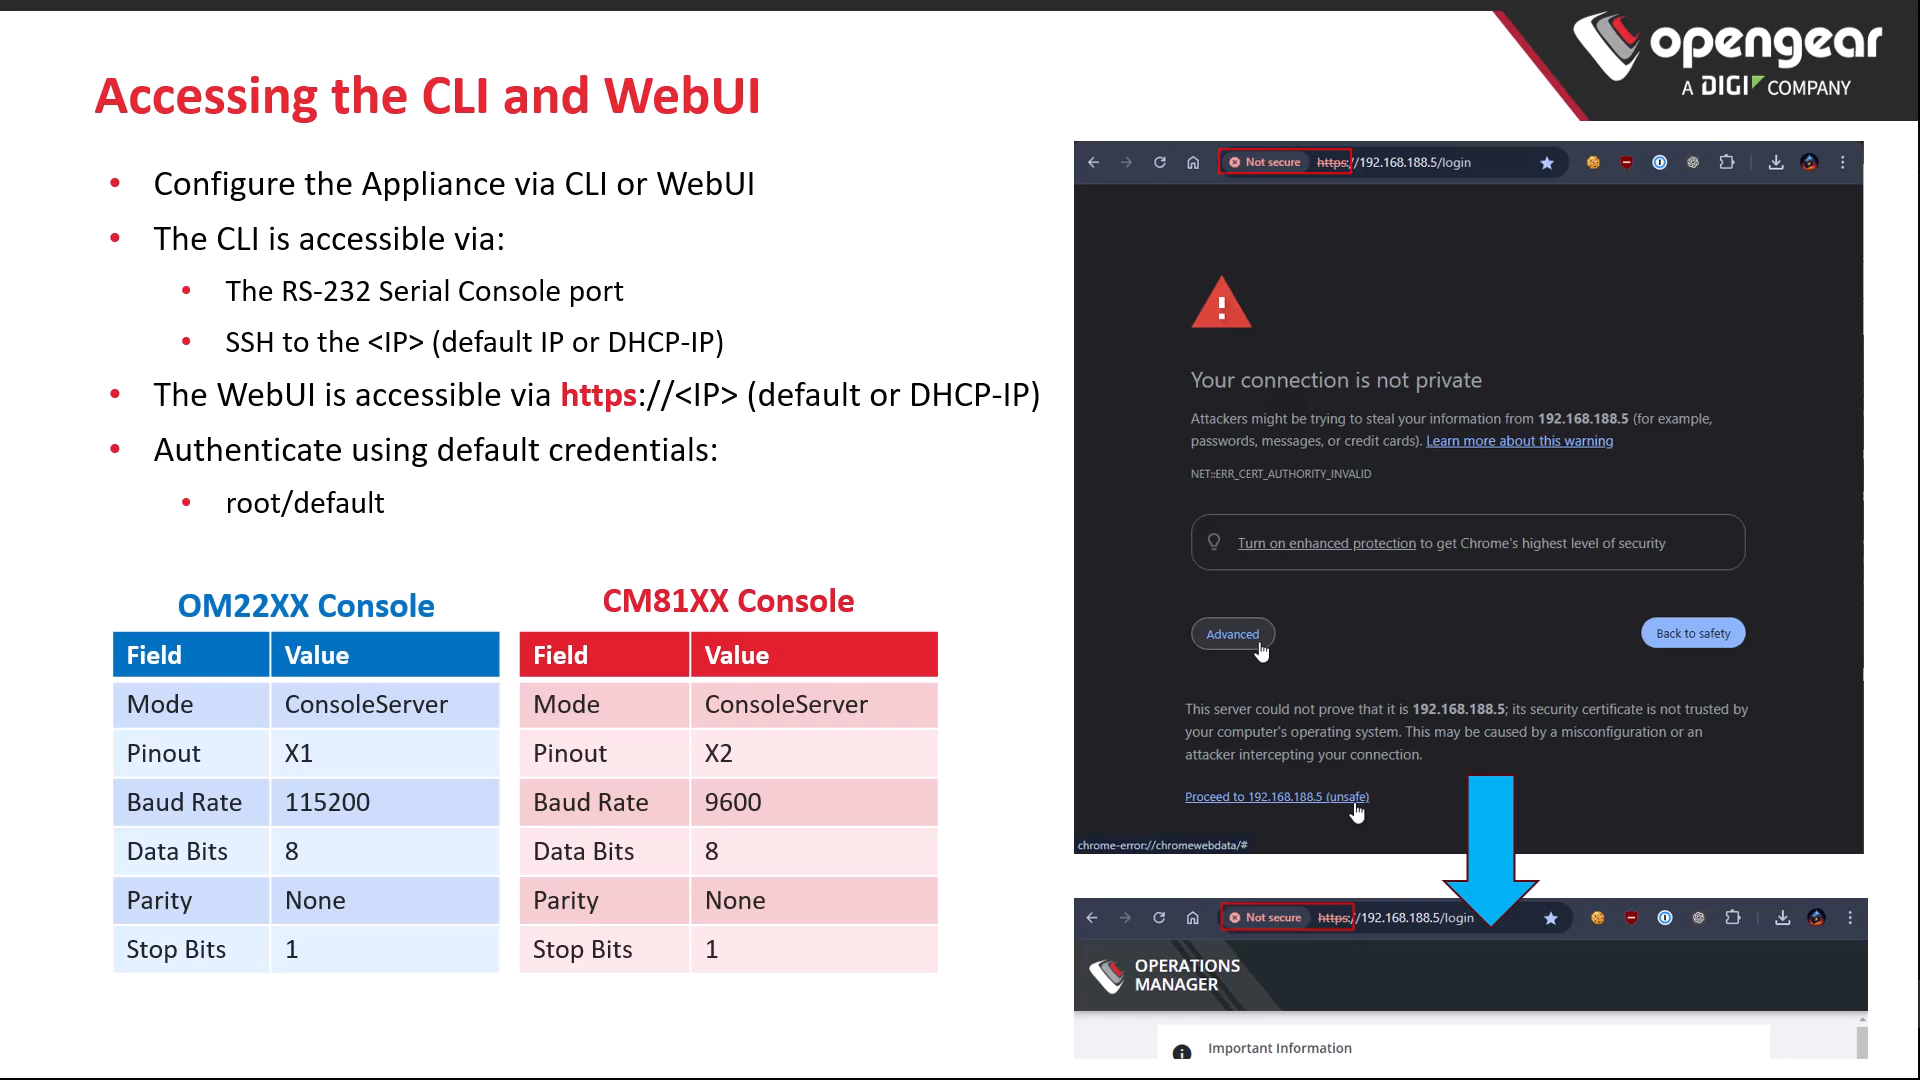 opengear
A DIGI COMPANY
Accessing the CLI and WebUI
• Configure the Appliance via CLI or WebUI
• The CLI is accessible via:
• The RS-232 Serial Console port
• SSH to the <IP> (default IP or DHCP-IP)
• The WebUI is accessible via https://<IP> (default or DHCP-IP)
• Authenticate using default credentials:
• root/default
OM22XX Console
Field Value
Mode ConsoleServer
Pinout X1
Baud Rate 115200
Data Bits 8
Parity None
Stop Bits 1
CM81XX Console
Field Value
Mode ConsoleServer
Pinout X2
Baud Rate 9600
Data Bits 8
Parity None
Stop Bits 1
Not secure https://192.168.188.5/login
Your connection is not private
Attackers might be trying to steal your information from 192.168.188.5 (for example,
passwords, messages, or credit cards). Learn more about this warning
NET::ERR_CERT_AUTHORITY_INVALID
Turn on enhanced protection to get Chrome's highest level of security
Advanced
Back to safety
This server could not prove that it is 192.168.188.5; its security certificate is not trusted by
your computer's operating system. This may be caused by a misconfiguration or an
attacker intercepting your connection.
Proceed to 192.168.188.5 (unsafe)
chrome-error://chromewebdata/#
Not secure https://192.168.188.5/login
OPERATIONS
MANAGER
Important Information